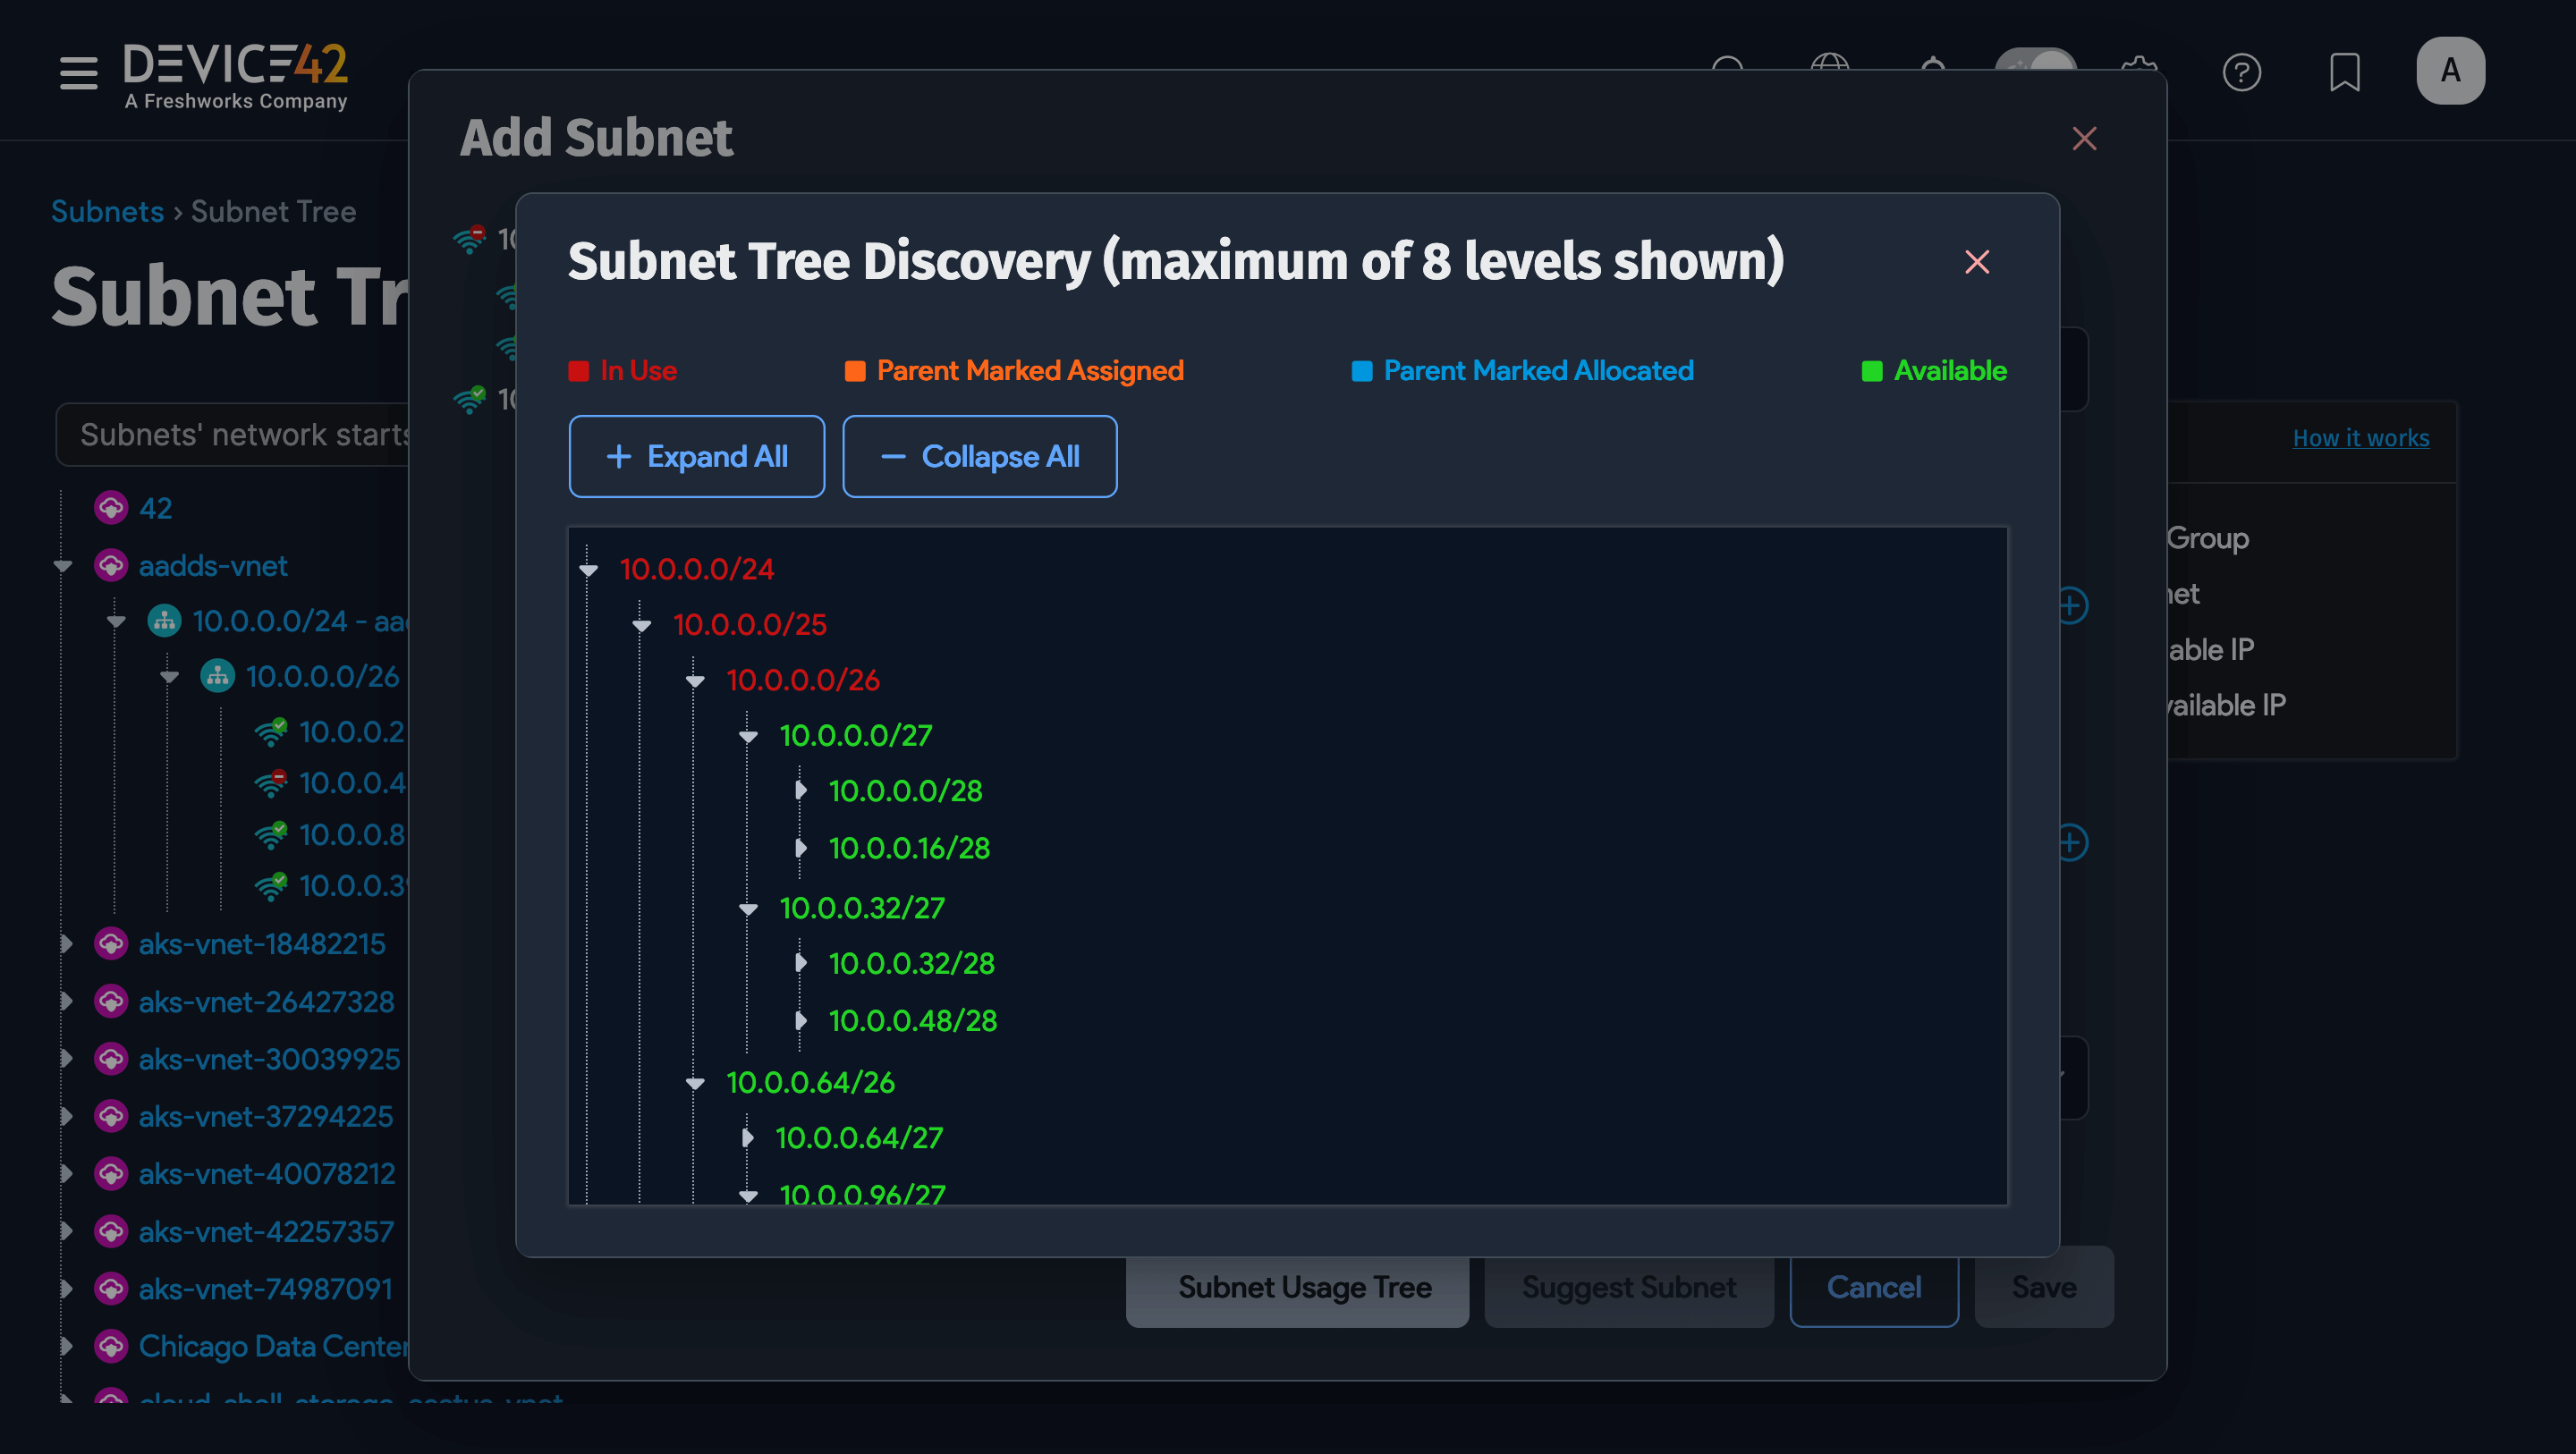 DEVICE42
A Freshworks Company
A
Add Subnet
Subnets › Subnet Tree
Subnet Tr
Subnets' network starts
42
aadds-vnet
10.0.0.0/24 - aa
10.0.0.0/26
10.0.0.2
10.0.0.4
10.0.0.8
10.0.0.39
aks-vnet-18482215
aks-vnet-26427328
aks-vnet-30039925
aks-vnet-37294225
aks-vnet-40078212
aks-vnet-42257357
aks-vnet-74987091
Chicago Data Center
Subnet Tree Discovery (maximum of 8 levels shown)
In Use
Parent Marked Assigned
Parent Marked Allocated
Available
Expand All
Collapse All
10.0.0.0/24
10.0.0.0/25
10.0.0.0/26
10.0.0.0/27
10.0.0.0/28
10.0.0.16/28
10.0.0.32/27
10.0.0.32/28
10.0.0.48/28
10.0.0.64/26
10.0.0.64/27
10.0.0.96/27
Subnet Usage Tree
Suggest Subnet
Cancel
Save
How it works
Group
net
able IP
vailable IP